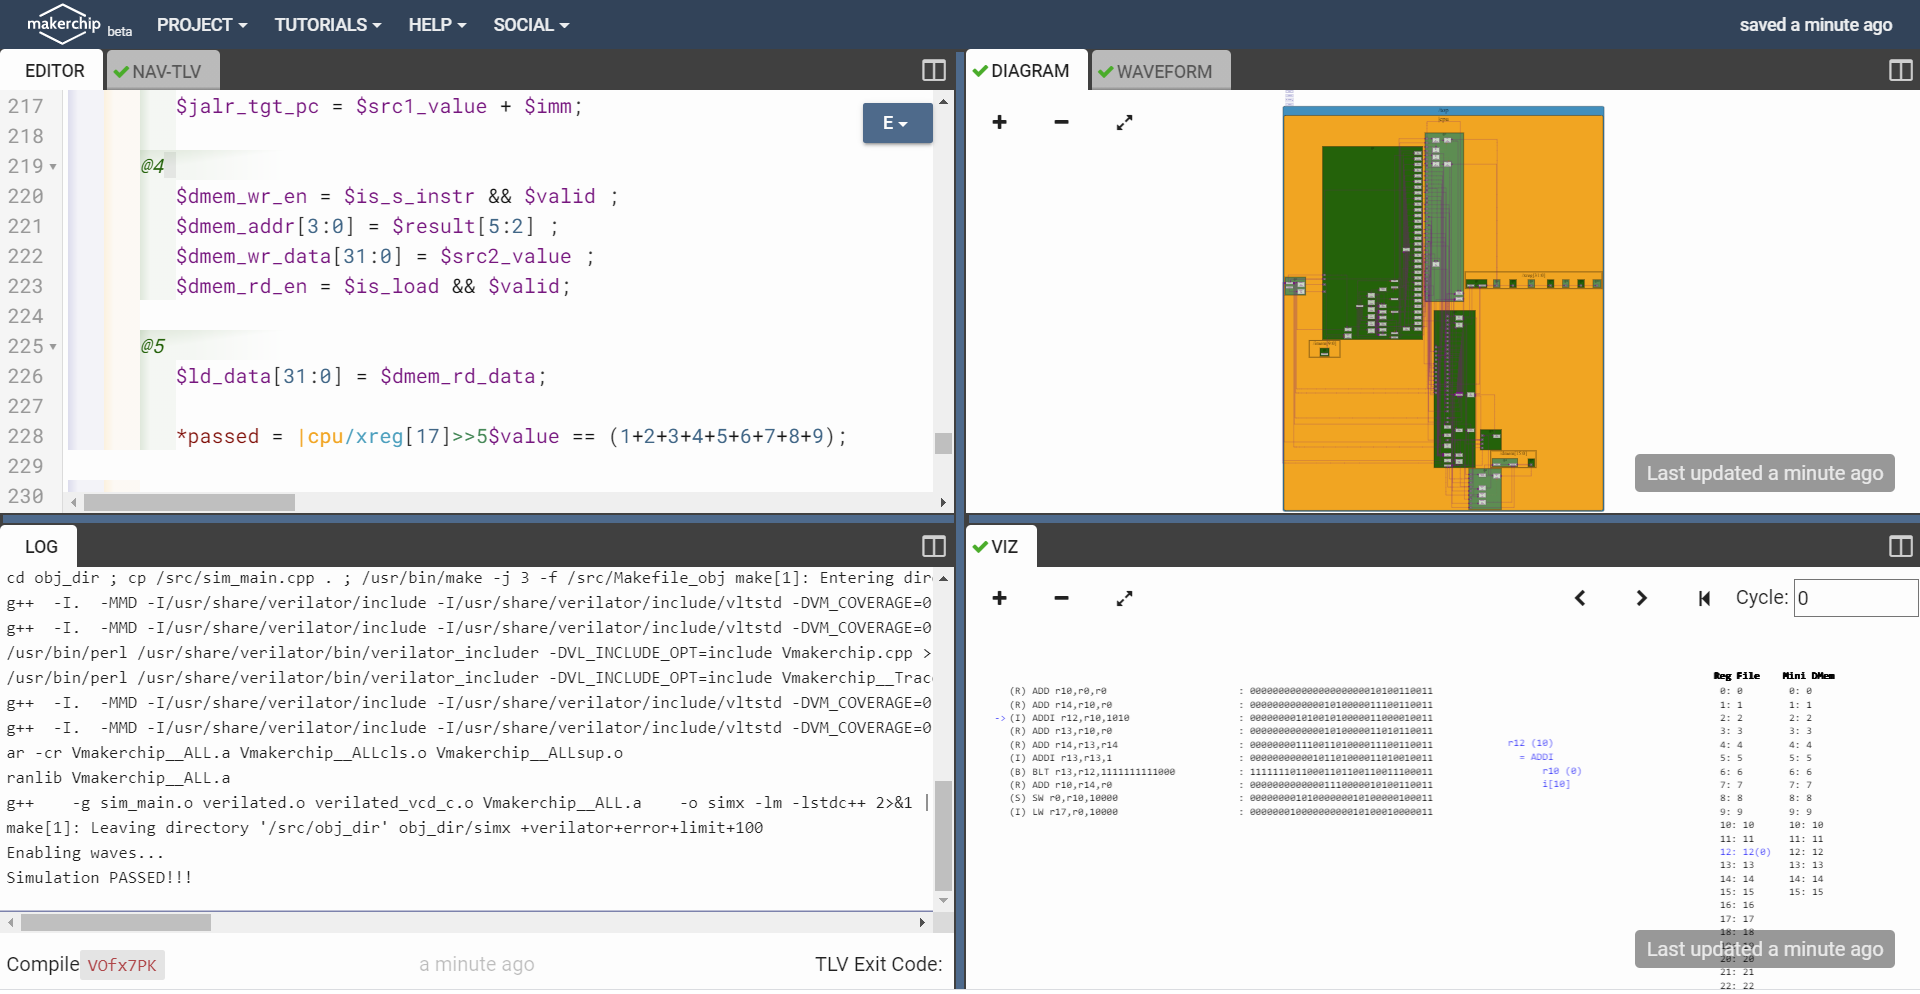 makerchip beta PROJECT TUTORIALS HELP SOCIAL saved a minute ago
EDITOR NAV-TLV
217 $jalr_tgt_pc = $src1_value + $imm;
218
219 @4
220 $dmem_wr_en = $is_s_instr && $valid ;
221 $dmem_addr[3:0] = $result[5:2] ;
222 $dmem_wr_data[31:0] = $src2_value ;
223 $dmem_rd_en = $is_load && $valid;
224
225 @5
226 $ld_data[31:0] = $dmem_rd_data;
227
228 *passed = |cpu/xreg[17]>>5$value == (1+2+3+4+5+6+7+8+9);
229
230
E
DIAGRAM WAVEFORM
Last updated a minute ago
LOG
cd obj_dir ; cp /src/sim_main.cpp . ; /usr/bin/make -j 3 -f /src/Makefile_obj make[1]: Entering dir
g++ -I. -MMD -I/usr/share/verilator/include -I/usr/share/verilator/include/vltstd -DVM_COVERAGE=0
g++ -I. -MMD -I/usr/share/verilator/include -I/usr/share/verilator/include/vltstd -DVM_COVERAGE=0
/usr/bin/perl /usr/share/verilator/bin/verilator_includer -DVL_INCLUDE_OPT=include Vmakerchip.cpp >
/usr/bin/perl /usr/share/verilator/bin/verilator_includer -DVL_INCLUDE_OPT=include Vmakerchip__Trac
g++ -I. -MMD -I/usr/share/verilator/include -I/usr/share/verilator/include/vltstd -DVM_COVERAGE=0
g++ -I. -MMD -I/usr/share/verilator/include -I/usr/share/verilator/include/vltstd -DVM_COVERAGE=0
ar -cr Vmakerchip__ALL.a Vmakerchip__ALLcls.o Vmakerchip__ALLsup.o
ranlib Vmakerchip__ALL.a
g++ -g sim_main.o verilated.o verilated_vcd_c.o Vmakerchip__ALL.a -o simx -lm -lstdc++ 2>&1 |
make[1]: Leaving directory '/src/obj_dir' obj_dir/simx +verilator+error+limit+100
Enabling waves...
Simulation PASSED!!!
Compile VOfx7PK a minute ago TLV Exit Code:
VIZ
Cycle: 0
(R) ADD r10,r0,r0 : 00000000000000000000010100110011
(R) ADD r14,r10,r0 : 00000000000001010000011100110011
-> (I) ADDI r12,r10,1010 : 00000000101001010000011000010011
(R) ADD r13,r10,r0 : 00000000000001010000011010110011
(R) ADD r14,r13,r14 : 00000000111001101000011100110011
(I) ADDI r13,r13,1 : 00000000000101101000011010010011
(B) BLT r13,r12,1111111111000 : 11111110110001101100110011100011
(R) ADD r10,r14,r0 : 00000000000001110000010100110011
(S) SW r0,r10,10000 : 00000000101000000010100000100011
(I) LW r17,r0,10000 : 00000001000000000010100010000011
r12 (10)
= ADDI
r10 (0)
i[10]
Reg File Mini DMem
0: 0 0: 0
1: 1 1: 1
2: 2 2: 2
3: 3 3: 3
4: 4 4: 4
5: 5 5: 5
6: 6 6: 6
7: 7 7: 7
8: 8 8: 8
9: 9 9: 9
10: 10 10: 10
11: 11 11: 11
12: 12(0) 12: 12
13: 13 13: 13
14: 14 14: 14
15: 15 15: 15
16: 16
17: 17
18: 18
Last updated a minute ago
20: 20
21: 21
22: 22